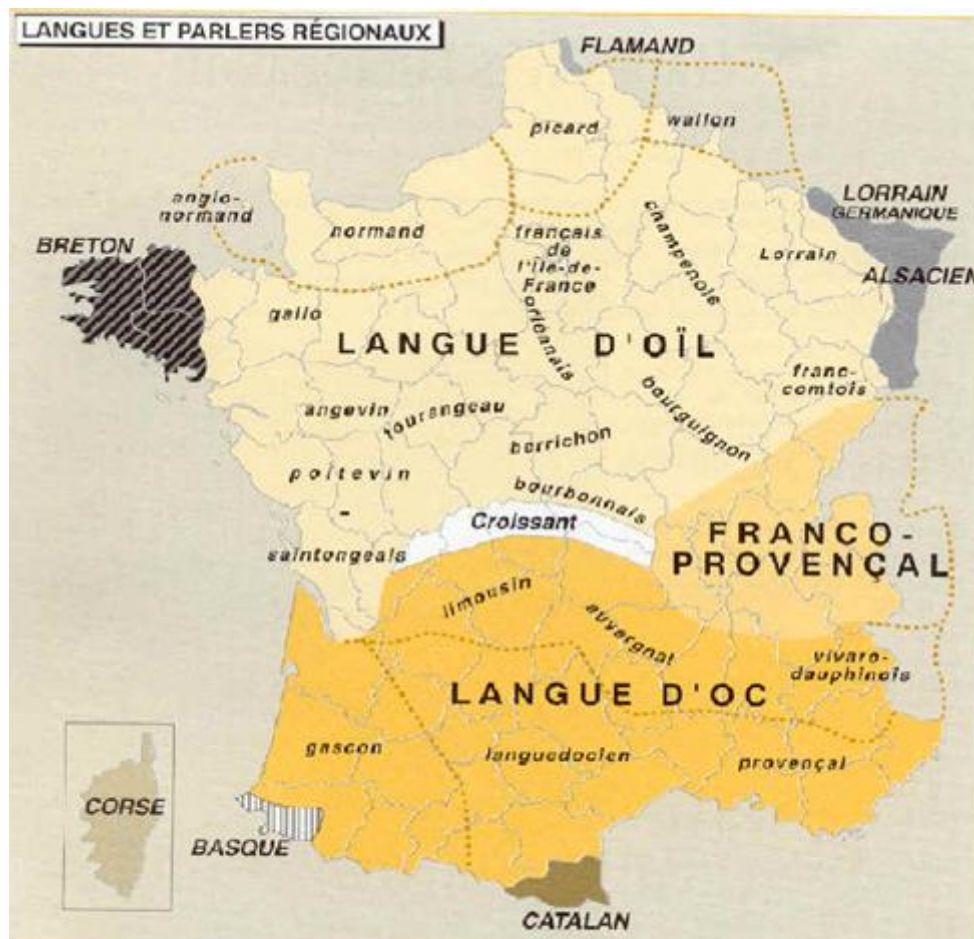 LANGUES ET PARLERS RÉGIONAUX
FLAMAND
picard
wallon
anglo-
normand
LORRAIN
GERMANIQUE
BRETON
normand
français
de
l'Île-de-
France
champenois
Lorrain
ALSACIEN
gallo
orléanais
LANGUE D'OÏL
franc-
comtois
angevin
tourangeau
bourguignon
berrichon
poitevin
-
bourbonnais
Croissant
saintongeais
FRANCO-
PROVENÇAL
limousin
auvergnat
vivaro-
dauphinois
LANGUE D'OC
gascon
languedocien
provençal
CORSE
BASQUE
CATALAN